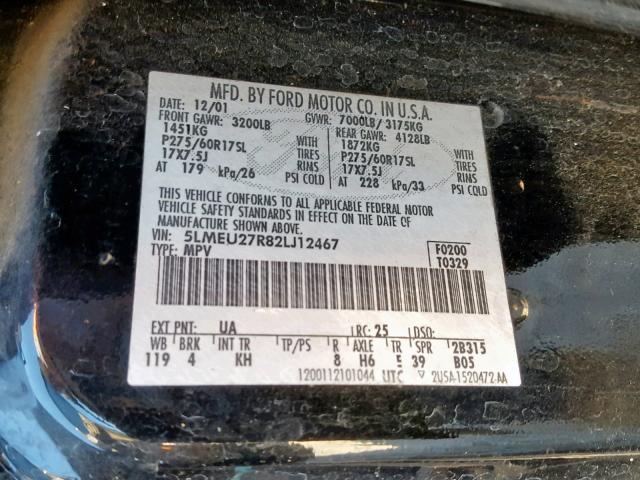 MFD. BY FORD MOTOR CO. IN U.S.A.
DATE: 12/01 GVWR: 7000LB/ 3175KG
FRONT GAWR: 3200LB REAR GAWR: 4128LB
1451KG WITH 1872KG WITH
P275/60R17SL TIRES P275/60R17SL TIRES
17X7.5J RIMS 17X7.5J RIMS
AT 179 kPa/26 PSI COLD AT 228 kPa/33 PSI COLD
THIS VEHICLE CONFORMS TO ALL APPLICABLE FEDERAL MOTOR
VEHICLE SAFETY STANDARDS IN EFFECT ON THE DATE OF
MANUFACTURE SHOWN ABOVE.
VIN: 5LMEU27R82LJ12467 F0200
TYPE: MPV T0329
EXT PNT: UA RC: 25 DSO:
WB BRK INT TR TP/PS R AXLE TR SPR 2B315
119 4 KH 8 H6 5 39 B05
1200112101044 UTC ▽ 2USA-1520472-AA